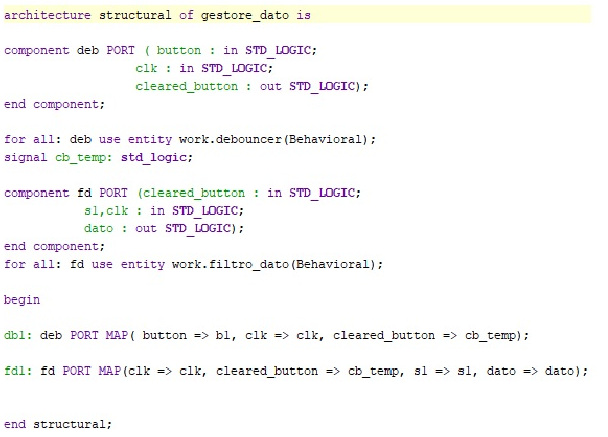 architecture structural of gestore_dato is
component deb PORT ( button : in STD_LOGIC;
clk : in STD_LOGIC;
cleared_button : out STD_LOGIC);
end component;
for all: deb use entity work.debouncer(Behavioral);
signal cb_temp: std_logic;
component fd PORT (cleared_button : in STD_LOGIC;
s1,clk : in STD_LOGIC;
dato : out STD_LOGIC);
end component;
for all: fd use entity work.filtro_dato(Behavioral);
begin
db1: deb PORT MAP( button => b1, clk => clk, cleared_button => cb_temp);
fd1: fd PORT MAP(clk => clk, cleared_button => cb_temp, s1 => s1, dato => dato);
end structural;